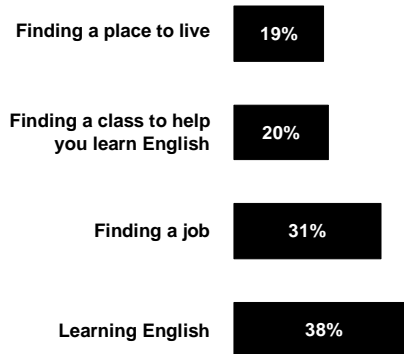 Finding a place to live
19%
Finding a class to help
you learn English
20%
Finding a job
31%
Learning English
38%